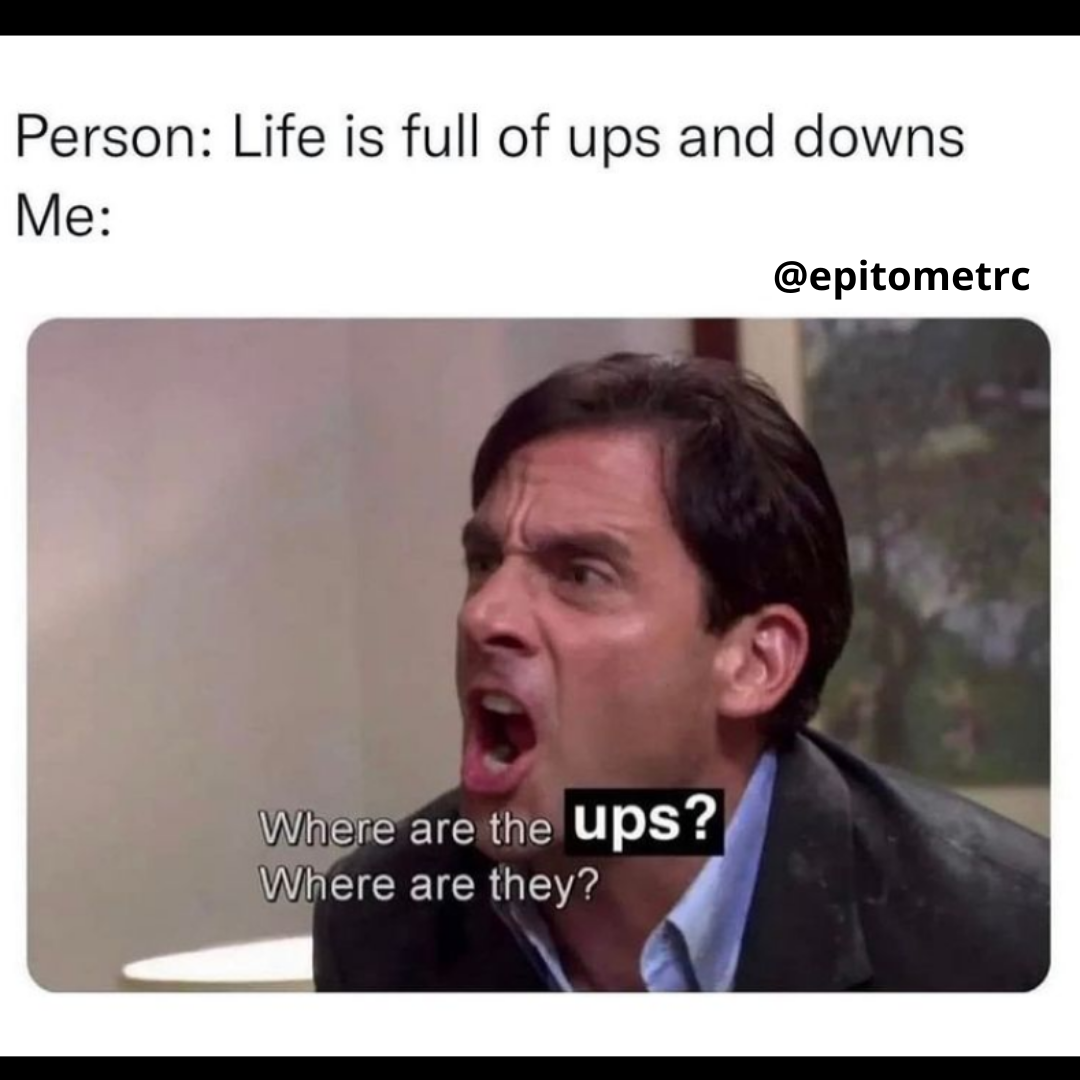 Person: Life is full of ups and downs
Me:
@epitometrc
Where are the ups?
Where are they?